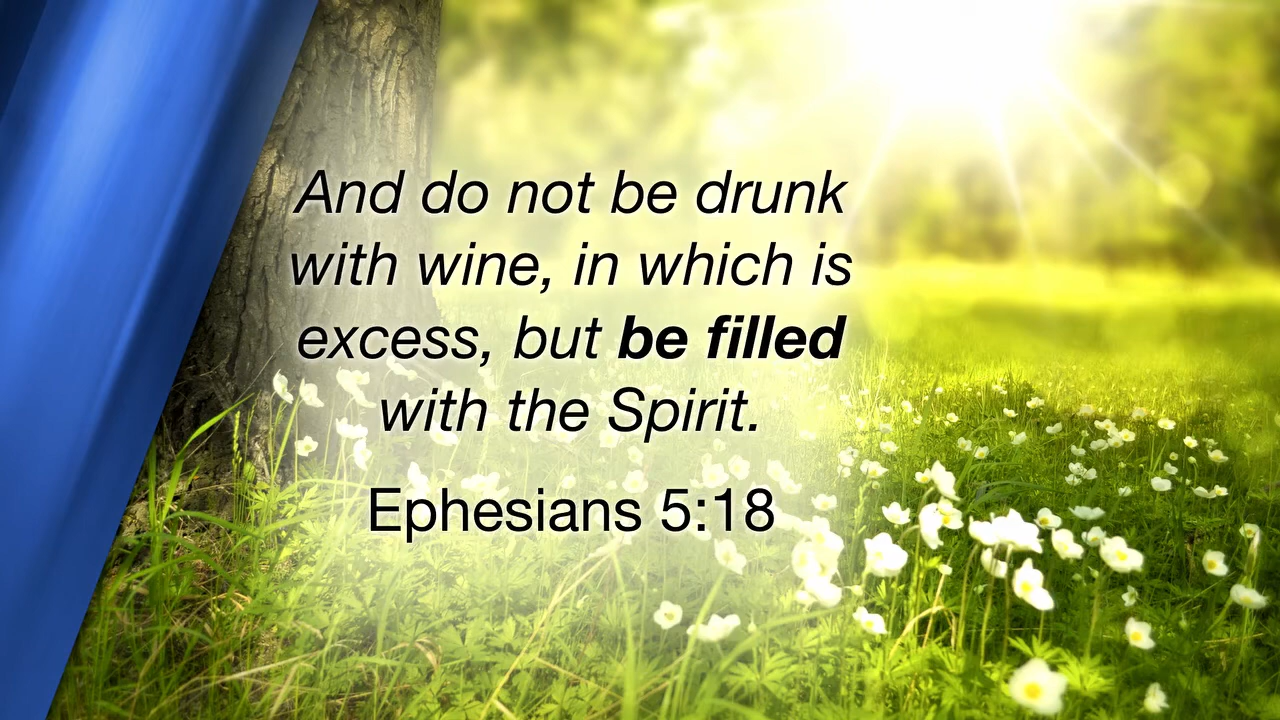 And do not be drunk
with wine, in which is
excess, but be filled
with the Spirit.
Ephesians 5:18